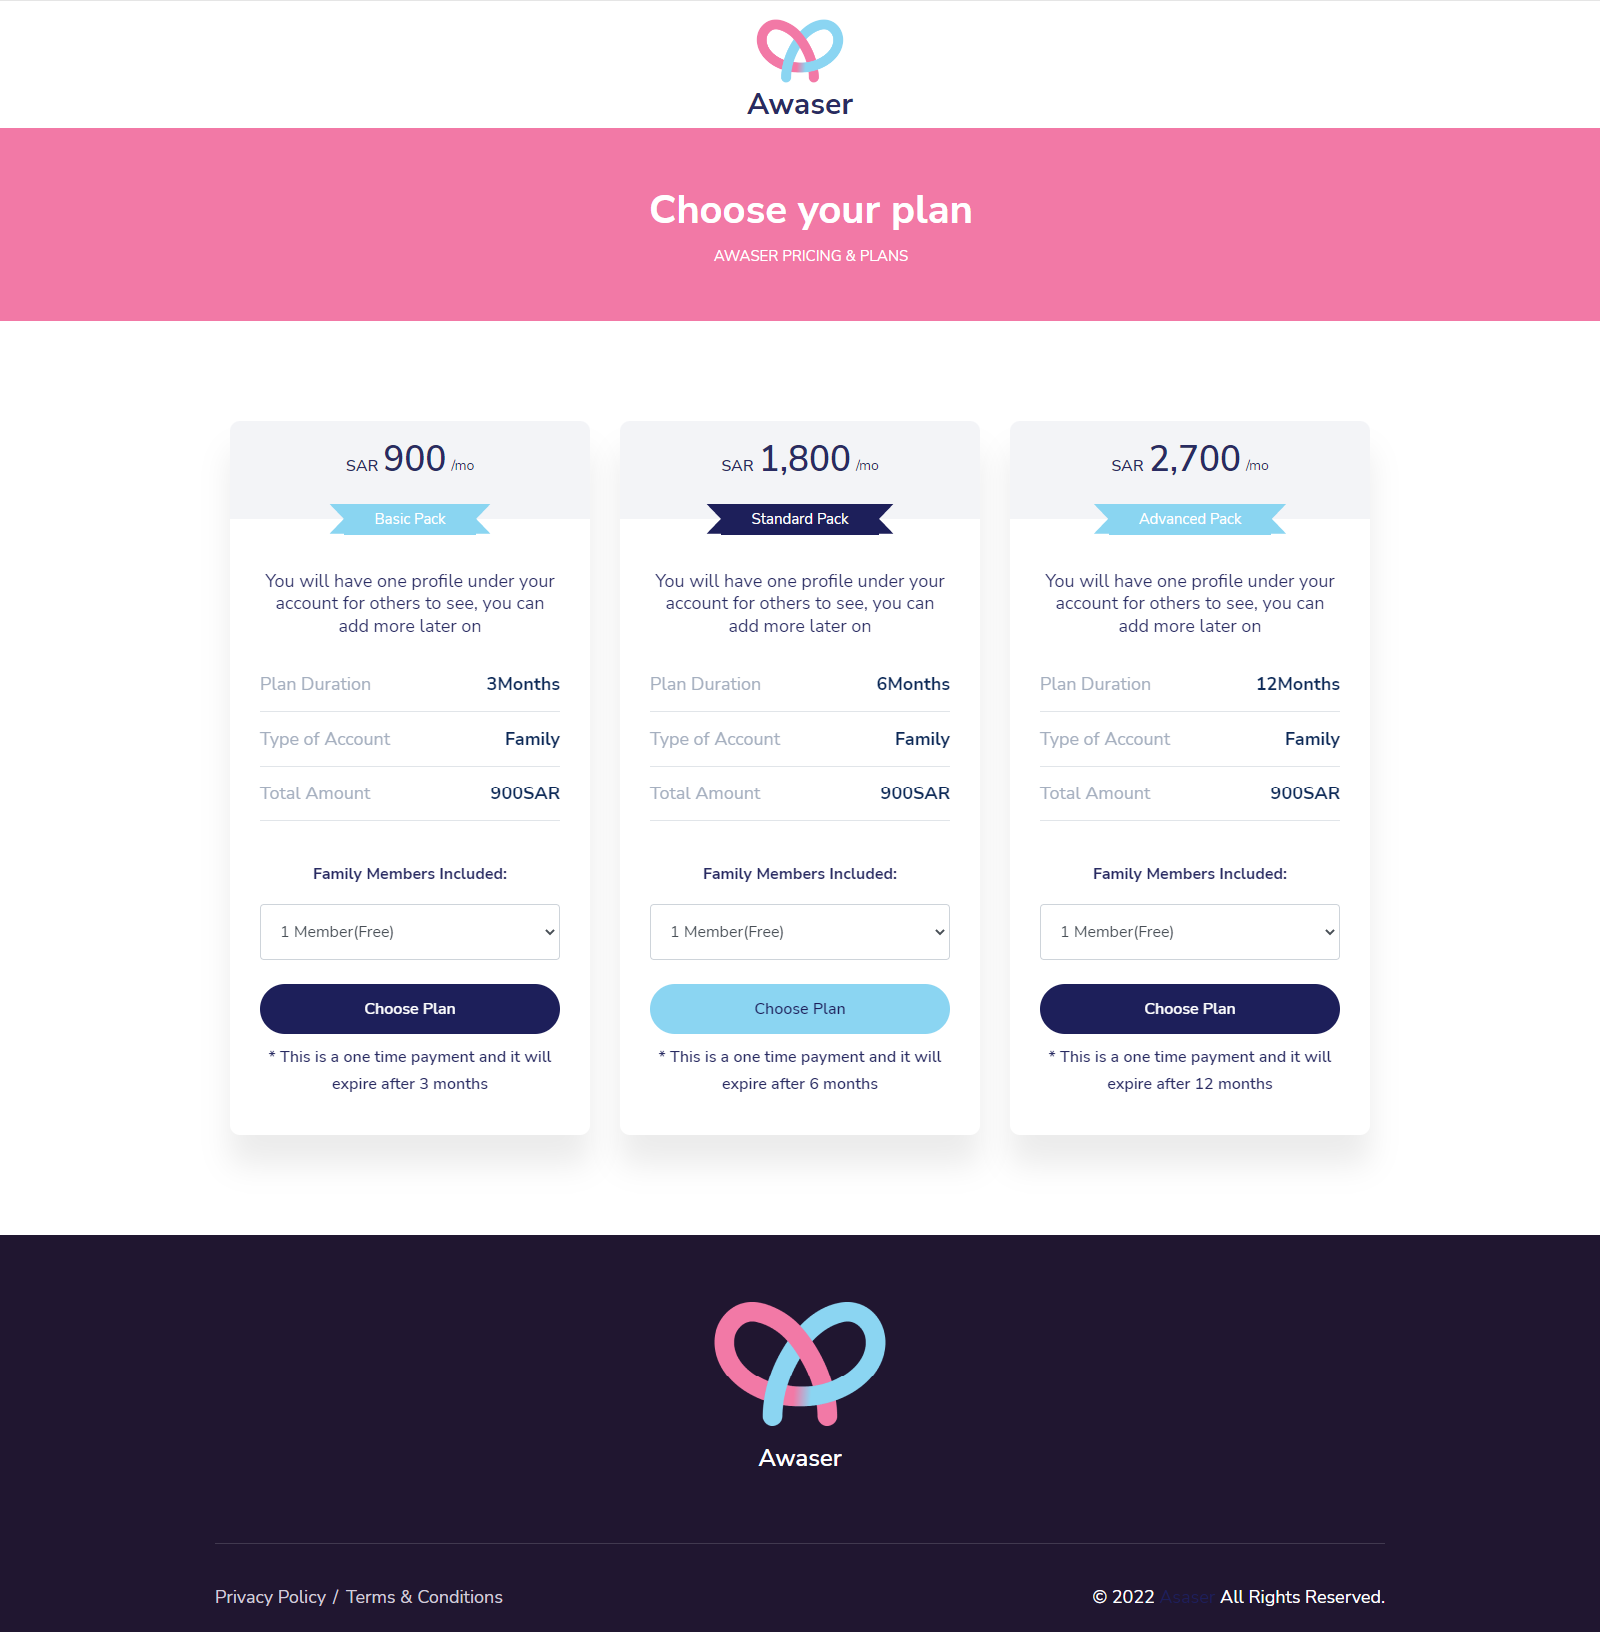 Awaser
Choose your plan
AWASER PRICING & PLANS
SAR 900 /mo
Basic Pack
You will have one profile under your
account for others to see, you can
add more later on
Plan Duration 3Months
Type of Account Family
Total Amount 900SAR
Family Members Included:
1 Member(Free)
Choose Plan
* This is a one time payment and it will
expire after 3 months
SAR 1,800 /mo
Standard Pack
You will have one profile under your
account for others to see, you can
add more later on
Plan Duration 6Months
Type of Account Family
Total Amount 900SAR
Family Members Included:
1 Member(Free)
Choose Plan
* This is a one time payment and it will
expire after 6 months
SAR 2,700 /mo
Advanced Pack
You will have one profile under your
account for others to see, you can
add more later on
Plan Duration 12Months
Type of Account Family
Total Amount 900SAR
Family Members Included:
1 Member(Free)
Choose Plan
* This is a one time payment and it will
expire after 12 months
Awaser
Privacy Policy / Terms & Conditions
© 2022 Asaser All Rights Reserved.